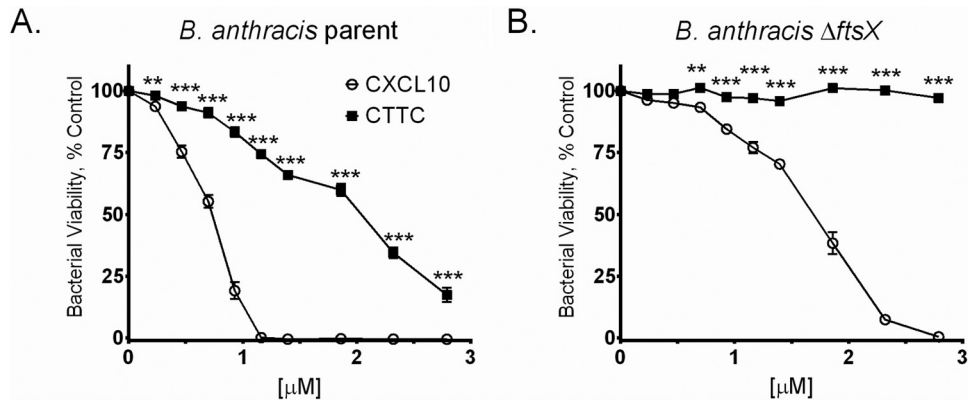 A.
B. anthracis parent
Bacterial Viability, % Control
100
75
50
25
0
** *** *** *** *** *** *** *** ***
CXCL10
CTTC
0 1 2 3
[μM]
B.
B. anthracis ΔftsX
Bacterial Viability, % Control
100
75
50
25
0
** *** *** *** *** *** ***
0 1 2 3
[μM]